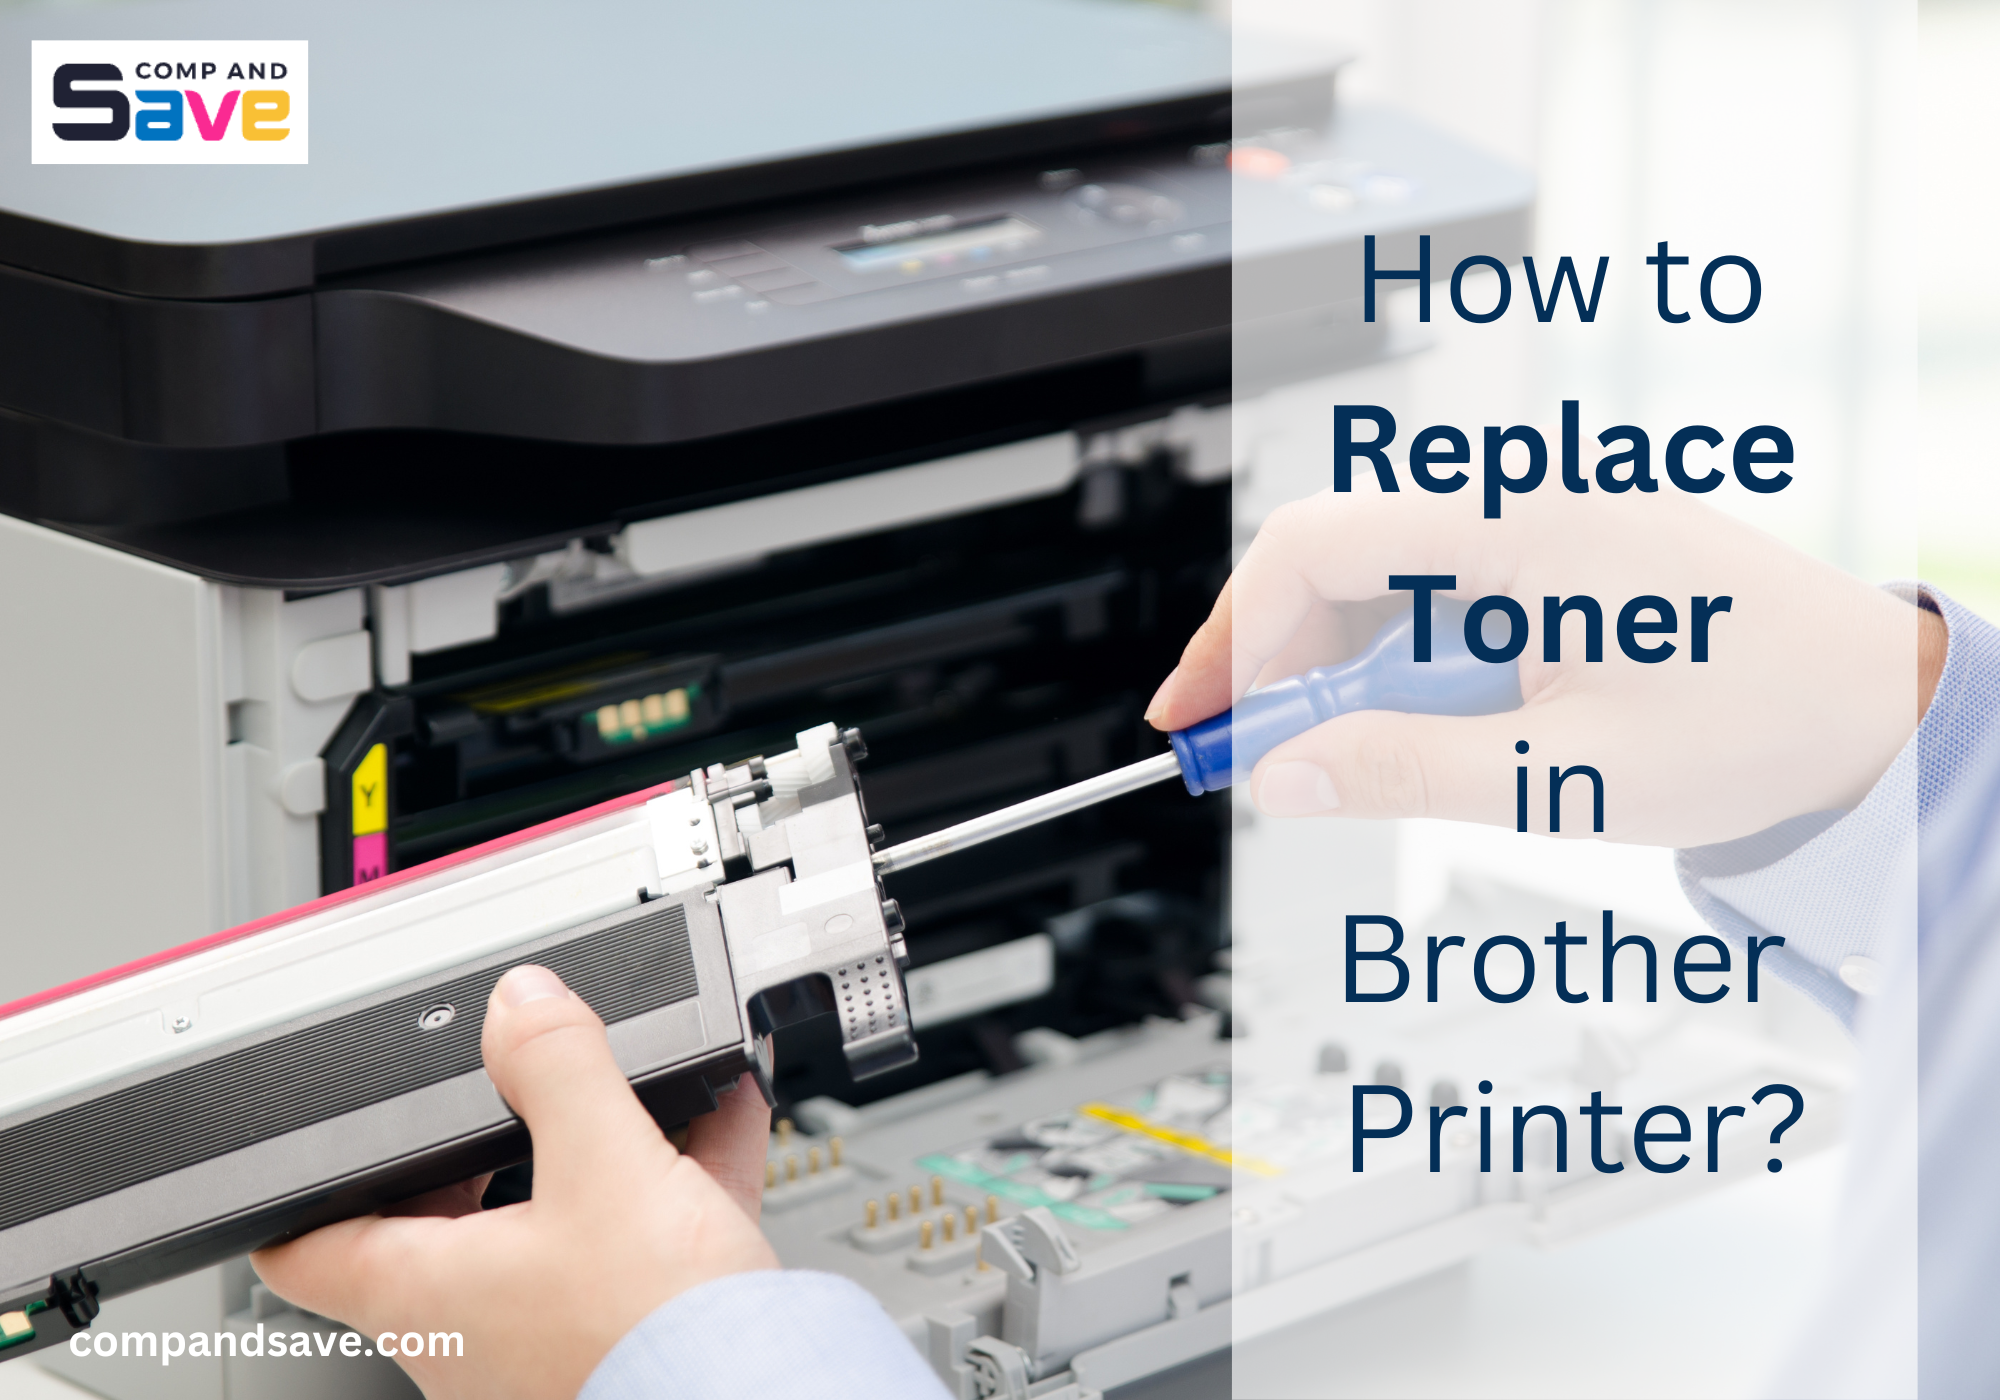 COMP AND
Save
How to
Replace
Toner
in
Brother
Printer?
Y
M
compandsave.com